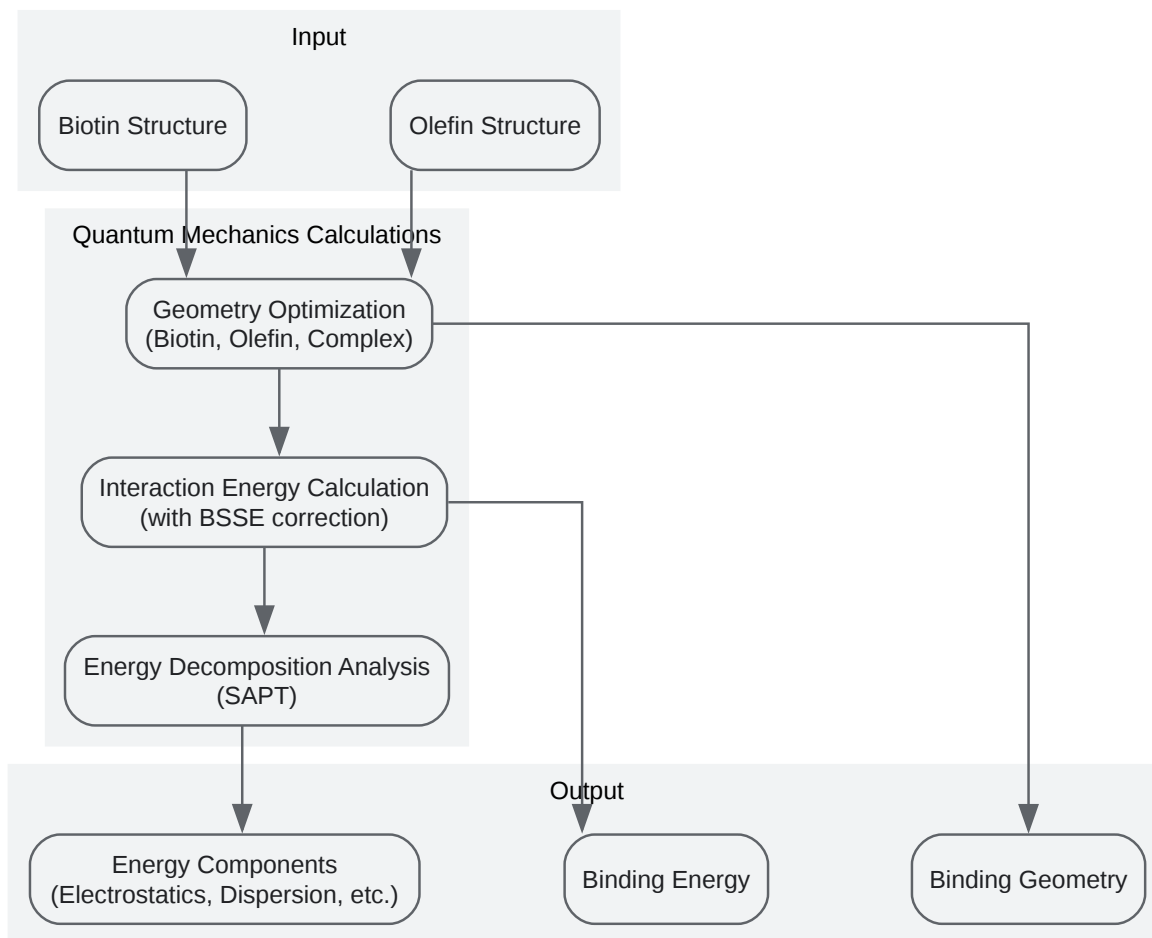 Input
Biotin Structure
Olefin Structure
Quantum Mechanics Calculations
Geometry Optimization
(Biotin, Olefin, Complex)
Interaction Energy Calculation
(with BSSE correction)
Energy Decomposition Analysis
(SAPT)
Output
Energy Components
(Electrostatics, Dispersion, etc.)
Binding Energy
Binding Geometry